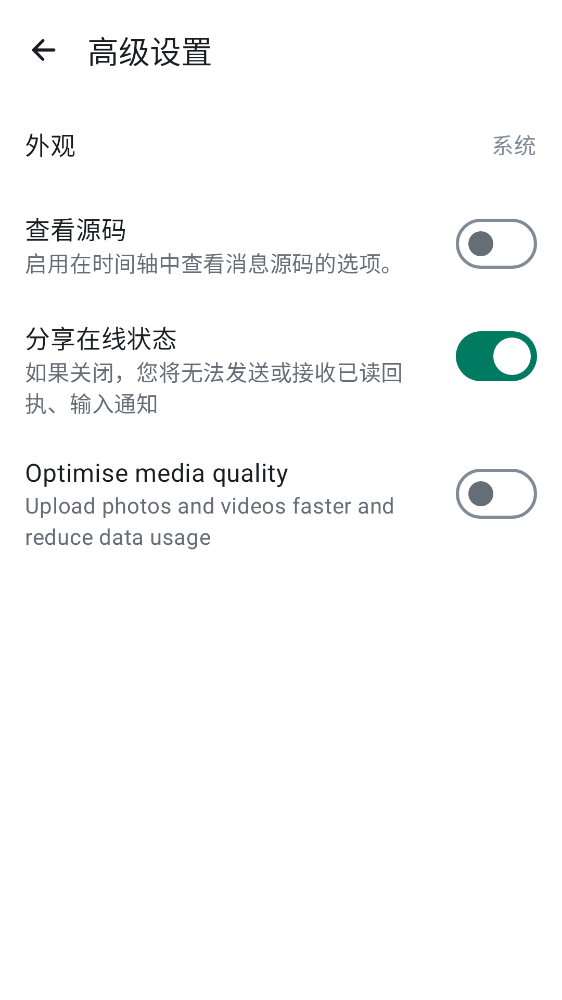 高级设置
外观
系统
查看源码
启用在时间轴中查看消息源码的选项。
分享在线状态
如果关闭，您将无法发送或接收已读回
执、输入通知
Optimise media quality
Upload photos and videos faster and
reduce data usage